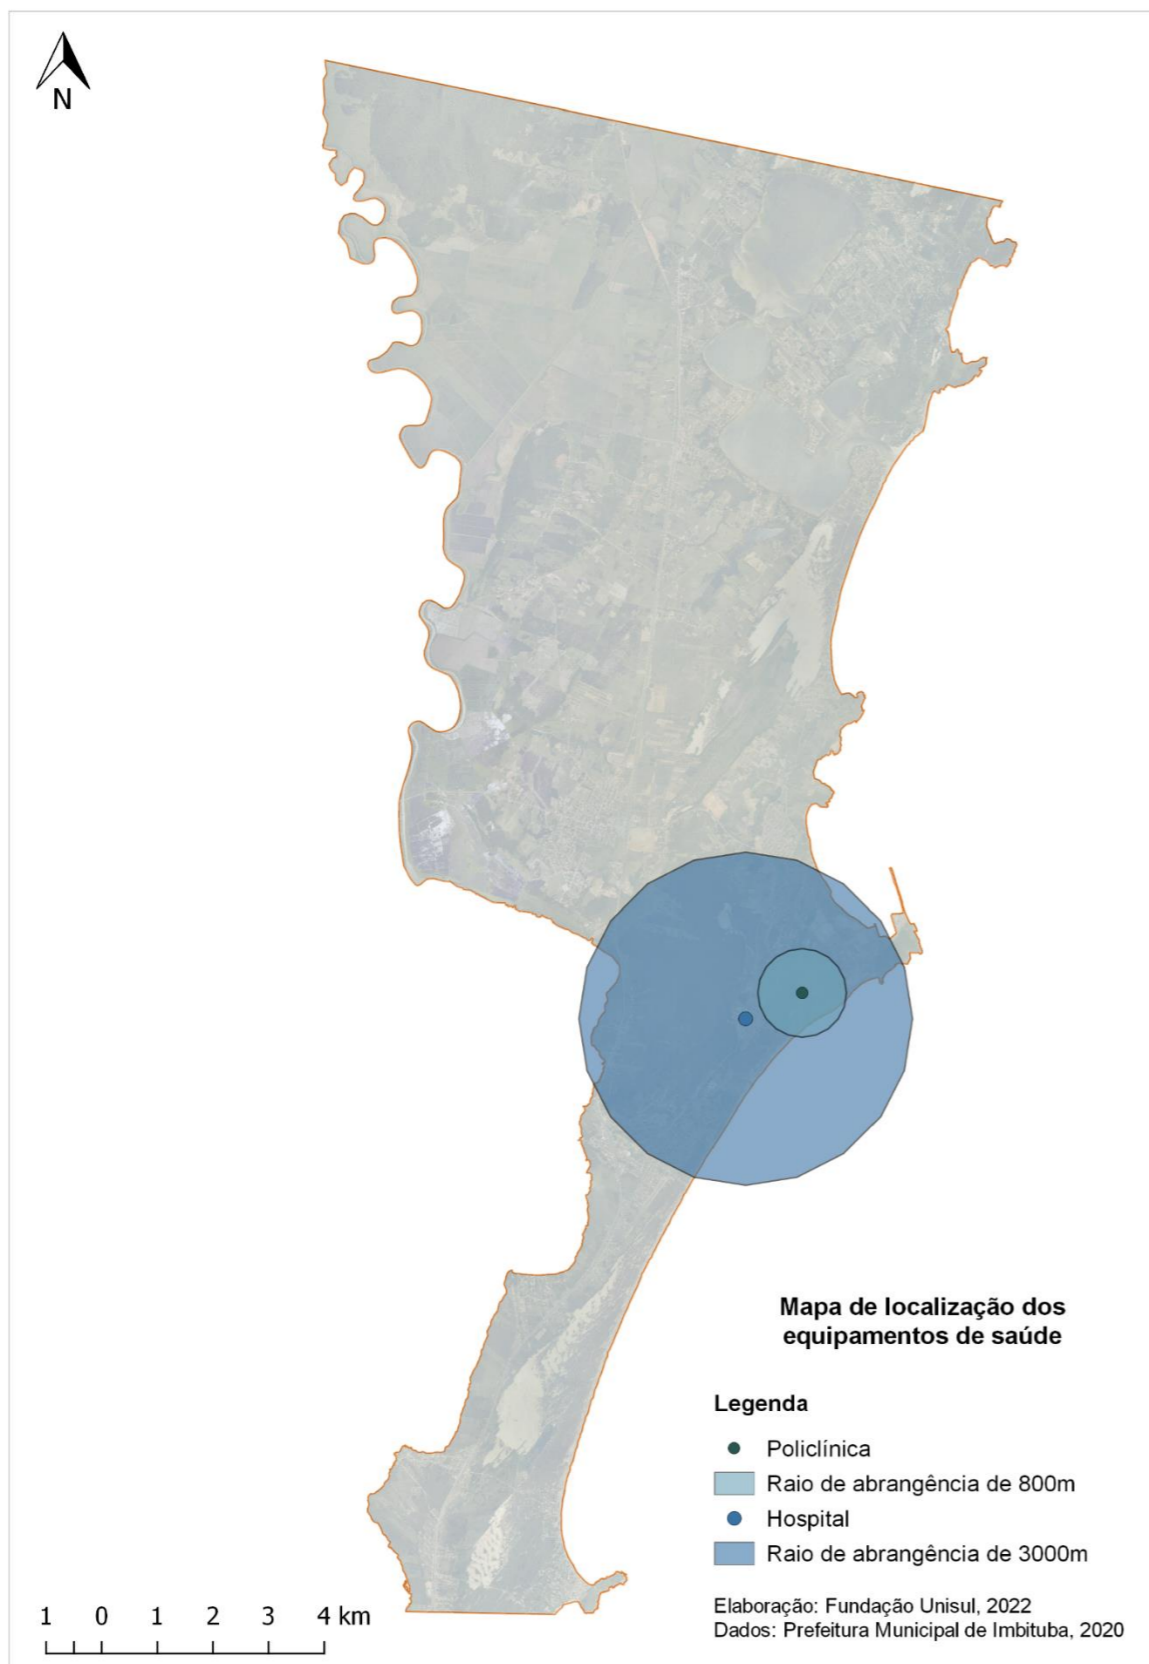 N
Mapa de localização dos
equipamentos de saúde
Legenda
Policlínica
Raio de abrangência de 800m
Hospital
Raio de abrangência de 3000m
Elaboração: Fundação Unisul, 2022
Dados: Prefeitura Municipal de Imbituba, 2020
1 0 1 2 3 4 km